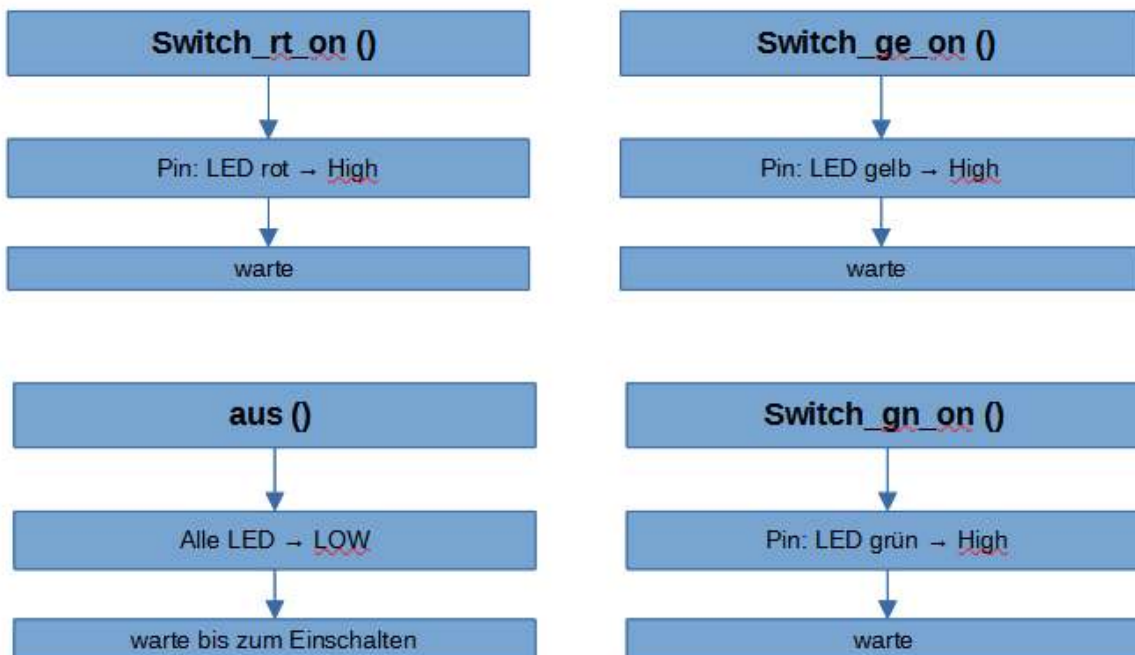 Switch_rt_on ()
Pin: LED rot → High
warte
Switch_ge_on ()
Pin: LED gelb → High
warte
aus ()
Alle LED → LOW
warte bis zum Einschalten
Switch_gn_on ()
Pin: LED grün → High
warte